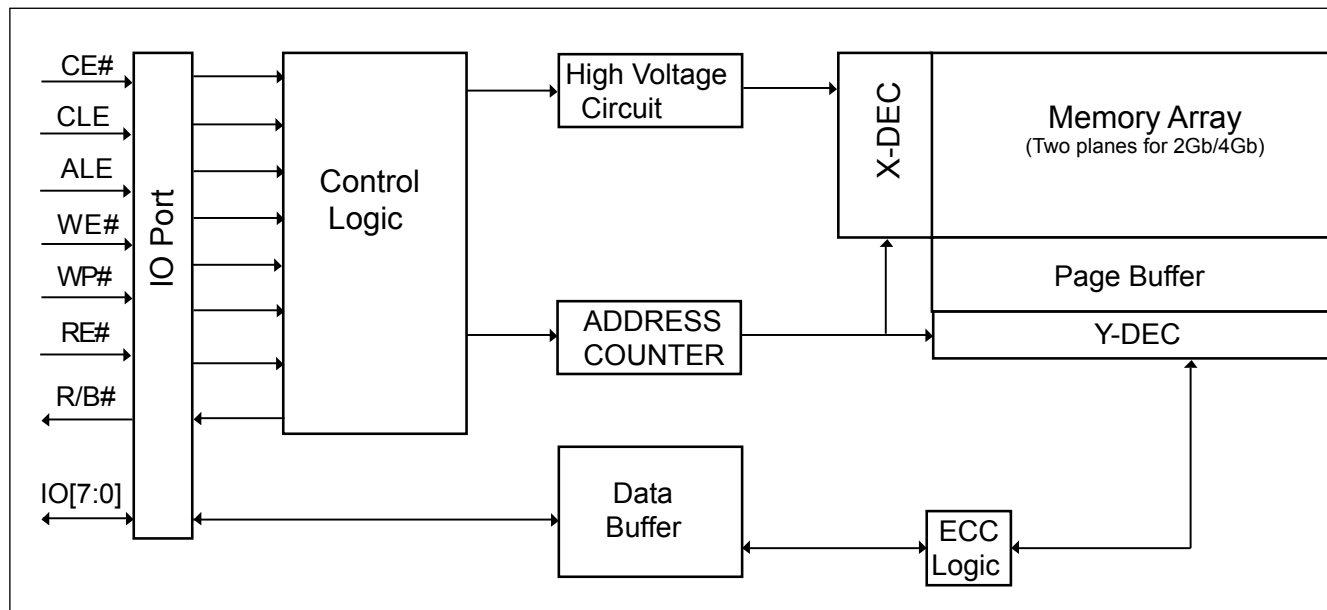 CE#
CLE
ALE
WE#
WP#
RE#
R/B#
IO[7:0]
IO Port
Control
Logic
High Voltage
Circuit
ADDRESS
COUNTER
Data
Buffer
ECC
Logic
X-DEC
Memory Array
(Two planes for 2Gb/4Gb)
Page Buffer
Y-DEC